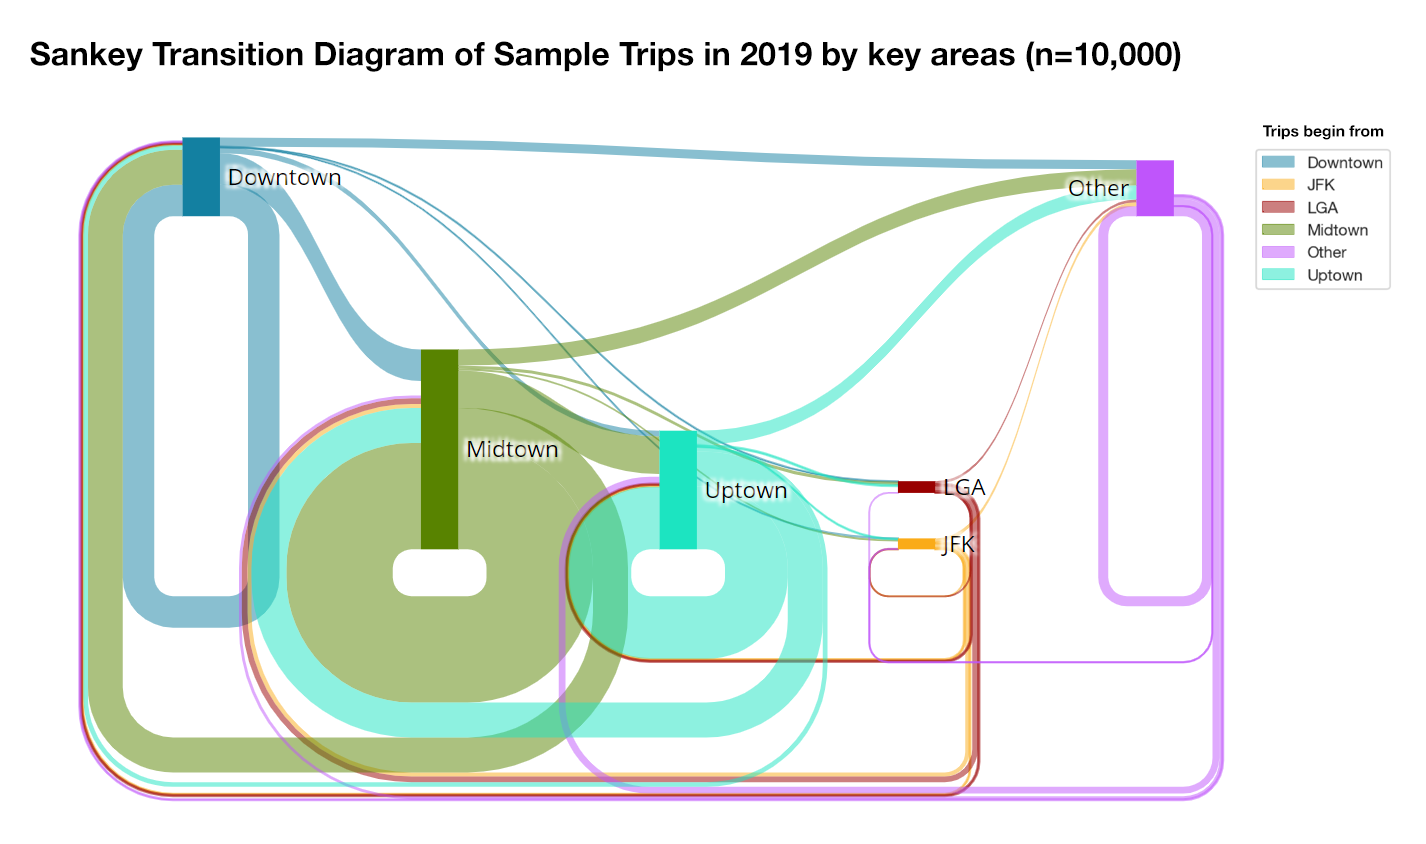 Sankey Transition Diagram of Sample Trips in 2019 by key areas (n=10,000)
Trips begin from
Downtown
JFK
LGA
Midtown
Other
Uptown
Downtown
Other
Midtown
Uptown
LGA
JFK